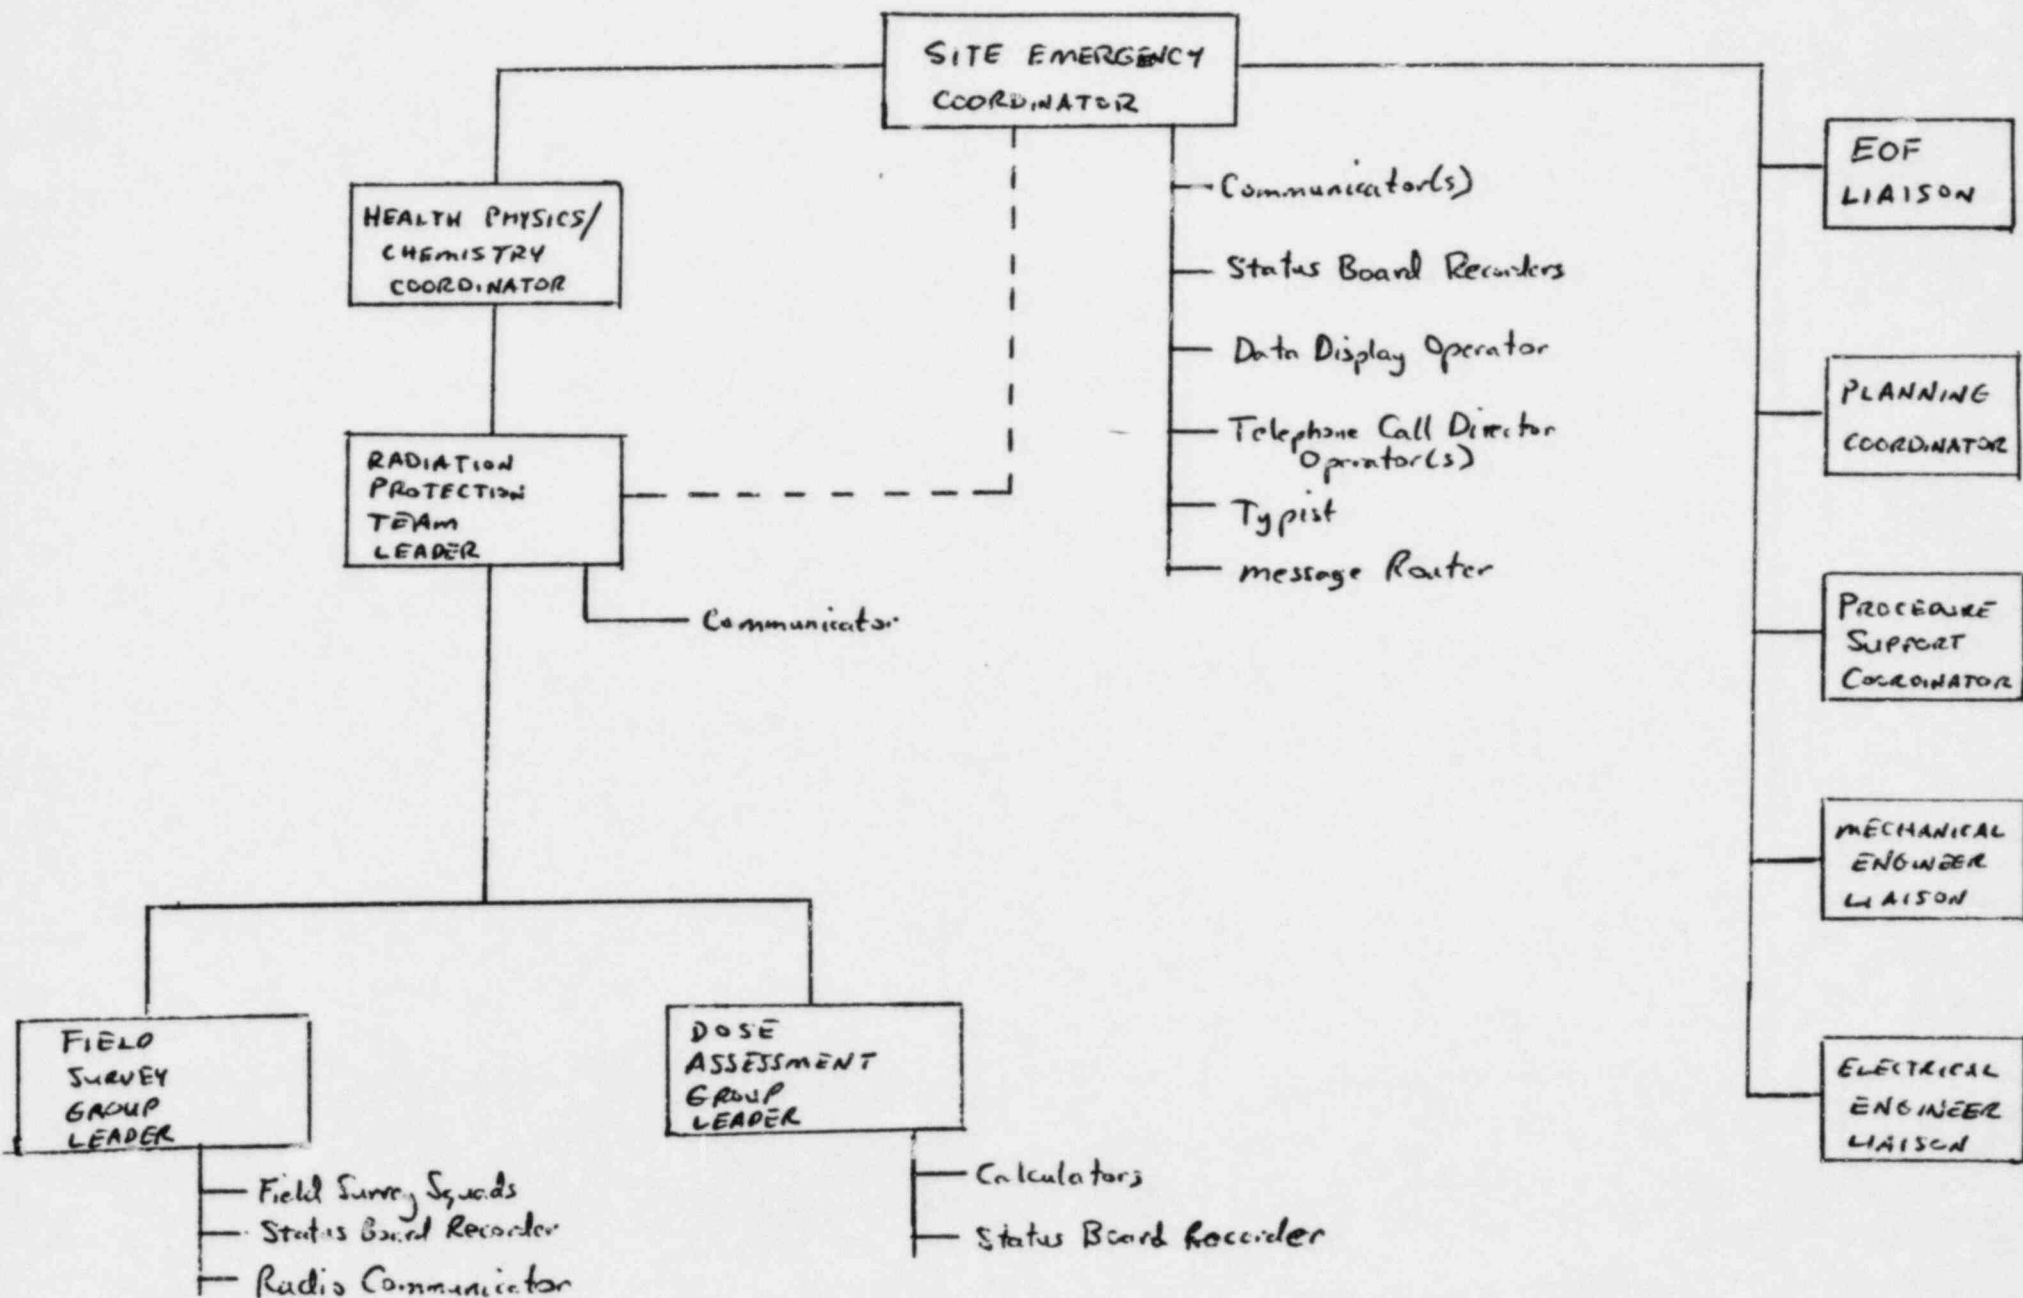 SITE EMERGENCY
COORDINATOR
HEALTH PHYSICS/
CHEMISTRY
COORDINATOR
RADIATION
PROTECTION
TEAM
LEADER
Communicator
Communicator(s)
Status Board Recorders
Data Display Operator
Telephone Call Director
Operator(s)
Typist
message Router
EOF
LIAISON
PLANNING
COORDINATOR
PROCEDURE
SUPPORT
COORDINATOR
MECHANICAL
ENGINEER
LIAISON
ELECTRICAL
ENGINEER
LIAISON
FIELD
SURVEY
GROUP
LEADER
Field Survey Squads
Status Board Recorder
Radio Communicator
DOSE
ASSESSMENT
GROUP
LEADER
Calculators
Status Board Recorder